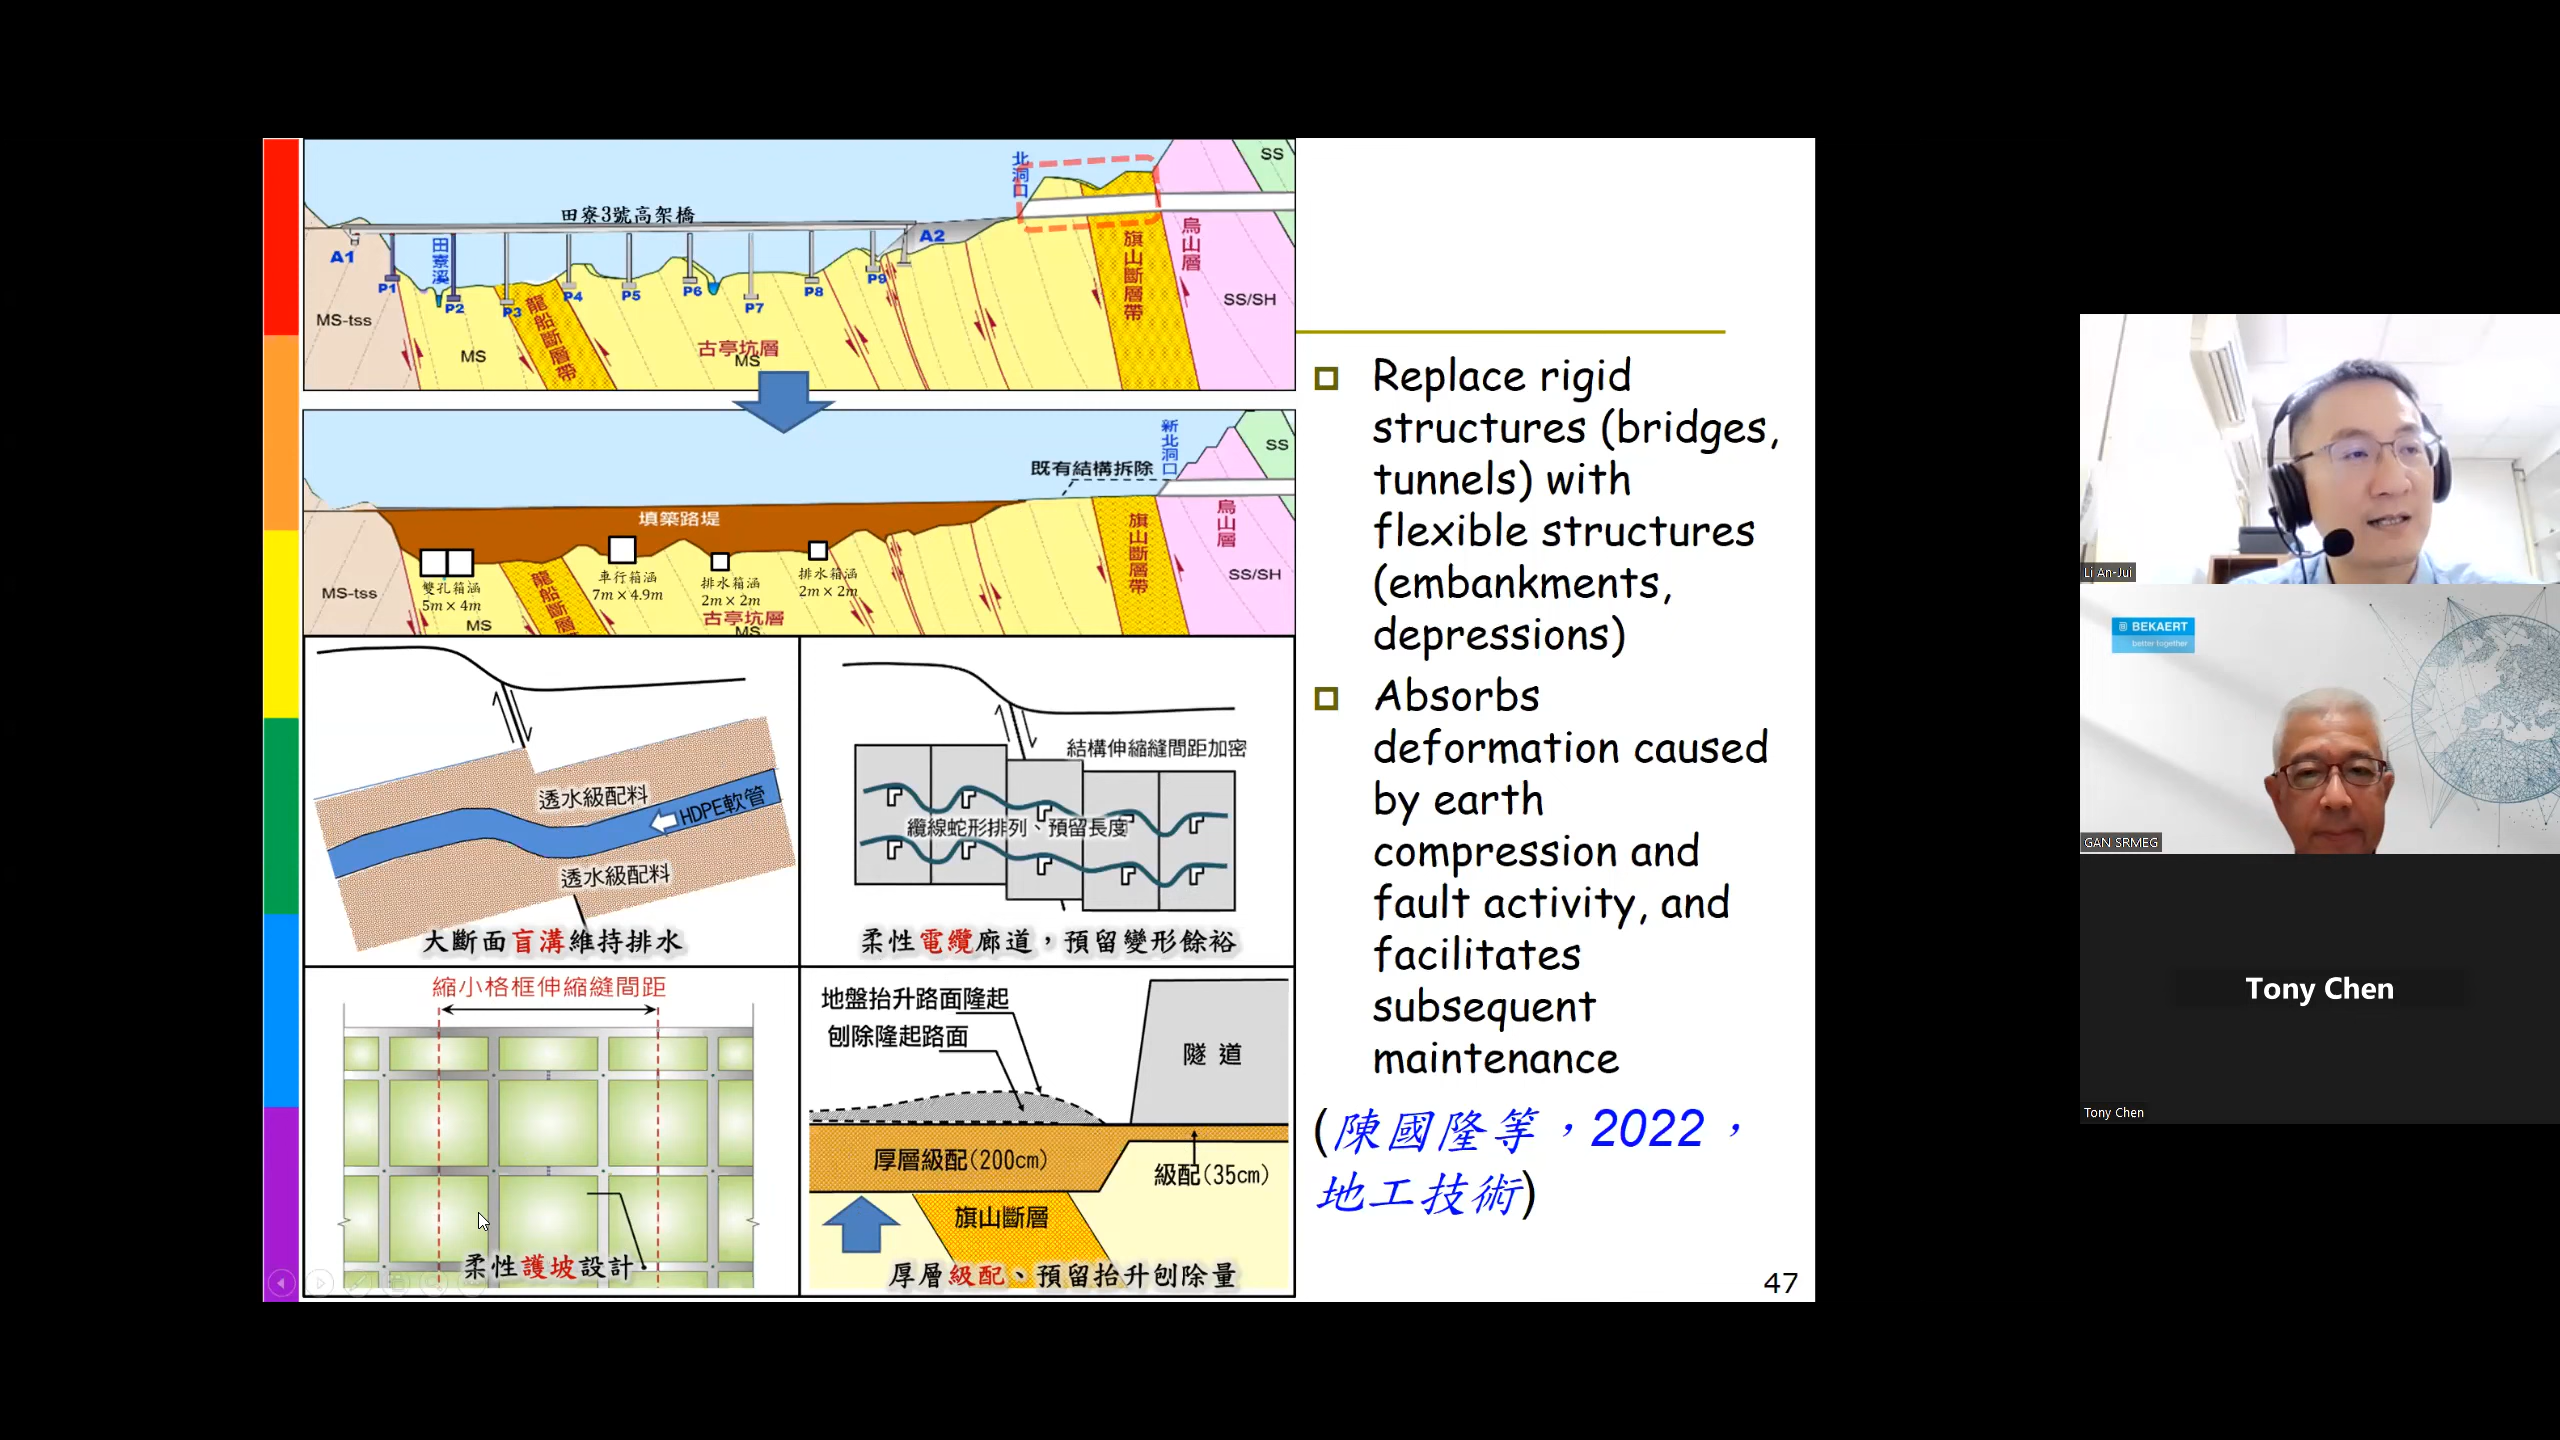 北洞口
SS
田寮3號高架橋
A1
田寮溪
A2
旗山斷層帶
烏山層
P1
P2
P3
P4
P5
P6
P7
P8
P9
龍船斷層帶
MS-tss
MS
古亭坑層
MS
SS/SH
新北洞口
SS
既有結構拆除
填築路堤
旗山斷層帶
烏山層
雙孔箱涵
5m×4m
車行箱涵
7m×4.9m
排水箱涵
2m×2m
排水箱涵
2m×2m
龍船斷層
MS-tss
MS
古亭坑層
MS
SS/SH
透水級配料
HDPE軟管
透水級配料
大斷面盲溝維持排水
結構伸縮縫間距加密
纜線蛇形排列、預留長度
柔性電纜廊道，預留變形餘裕
縮小格框伸縮縫間距
柔性護坡設計
地盤抬升路面隆起
刨除隆起路面
隧 道
厚層級配(200cm)
級配(35cm)
旗山斷層
厚層級配、預留抬升刨除量
Replace rigid
structures (bridges,
tunnels) with
flexible structures
(embankments,
depressions)
Absorbs
deformation caused
by earth
compression and
fault activity, and
facilitates
subsequent
maintenance
(陳國隆等，2022，
地工技術)
47
Li An-Jui
BEKAERT
better together
GAN SRMEG
Tony Chen
Tony Chen